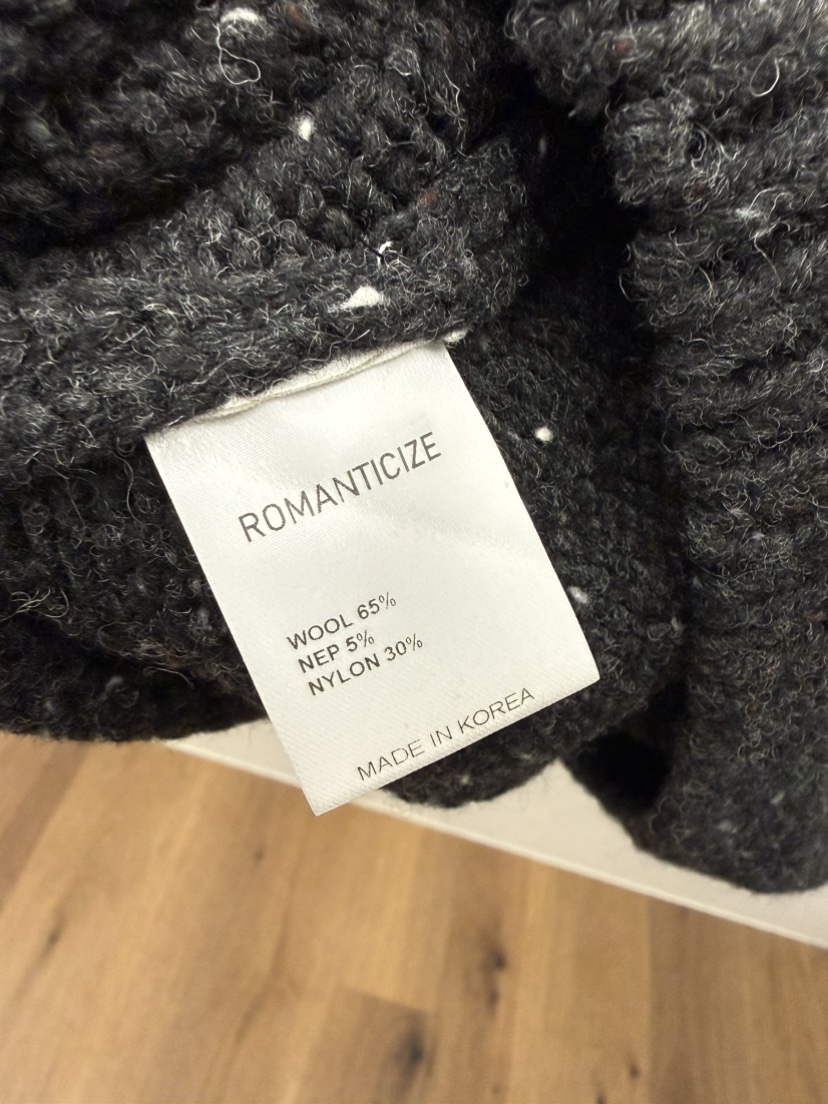 ROMANTICIZE
WOOL 65%
NEP 5%
NYLON 30%
MADE IN KOREA